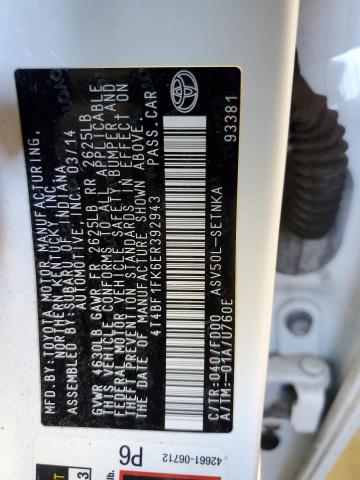 MFD.BY:TOYOTA MOTOR MANUFACTURING,
NORTHERN KENTUCKY INC.
ASSEMBLED BY: OF INDIANA
AUTOMOTIVE,INC. 03/14
GVWR 4630LB GAWR FR 2625LB RR 2625LB
THIS VEHICLE CONFORMS TO ALL APPLICABLE
FEDERAL MOTOR VEHICLE SAFETY, BUMPER AND
THEFT PREVENTION STANDARDS IN EFFECT ON
THE DATE OF MANUFACTURE SHOWN ABOVE.
4T4BF1FK6ER392943 PASS.CAR
C/TR:040/FD00 ASV50L-SETNKA
A/TM:-01A/U760E 93381
TOYOTA
42661-06712
P6
lb.
3